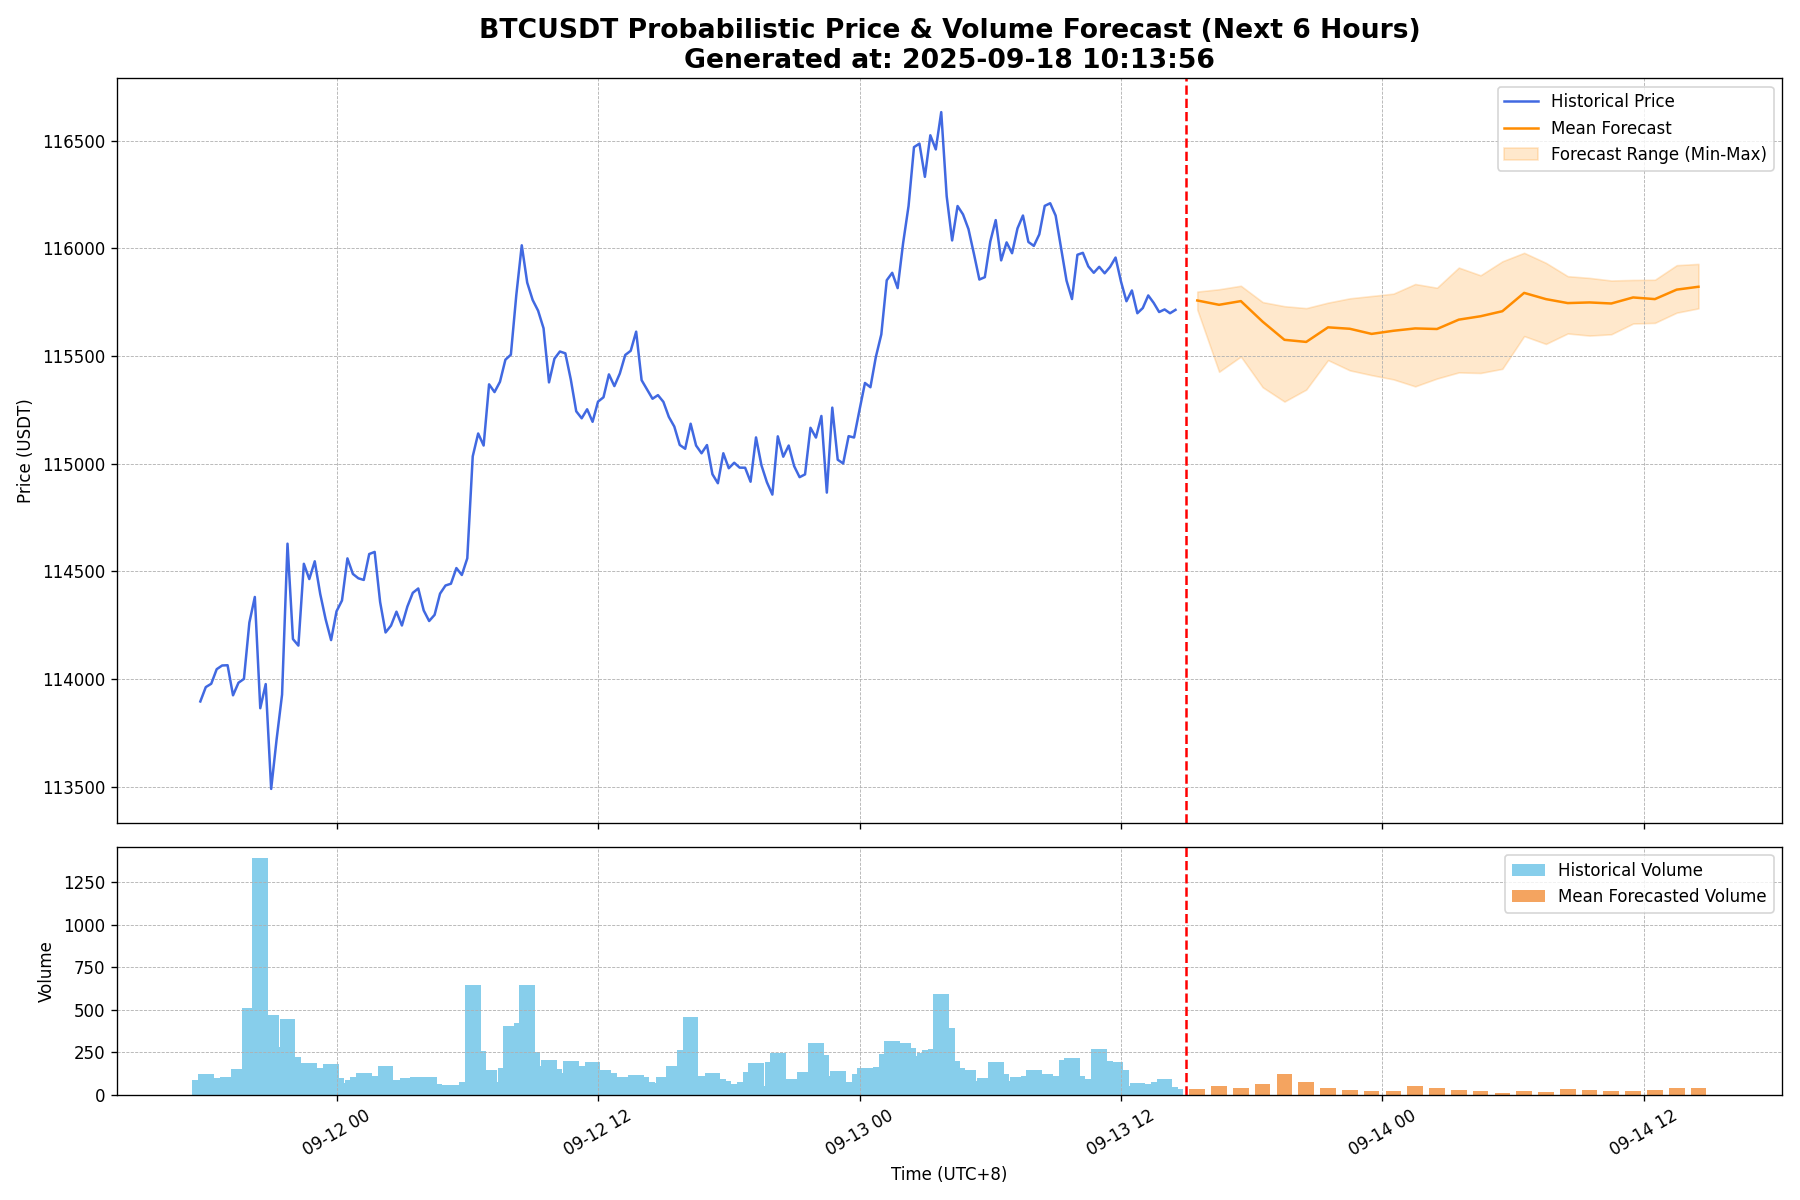 BTCUSDT Probabilistic Price & Volume Forecast (Next 6 Hours)
Generated at: 2025-09-18 10:13:56
Historical Price
Mean Forecast
Forecast Range (Min-Max)
Price (USDT)
116500
116000
115500
115000
114500
114000
113500
Historical Volume
Mean Forecasted Volume
Volume
1250
1000
750
500
250
0
09-12 00
09-12 12
09-13 00
09-13 12
09-14 00
09-14 12
Time (UTC+8)